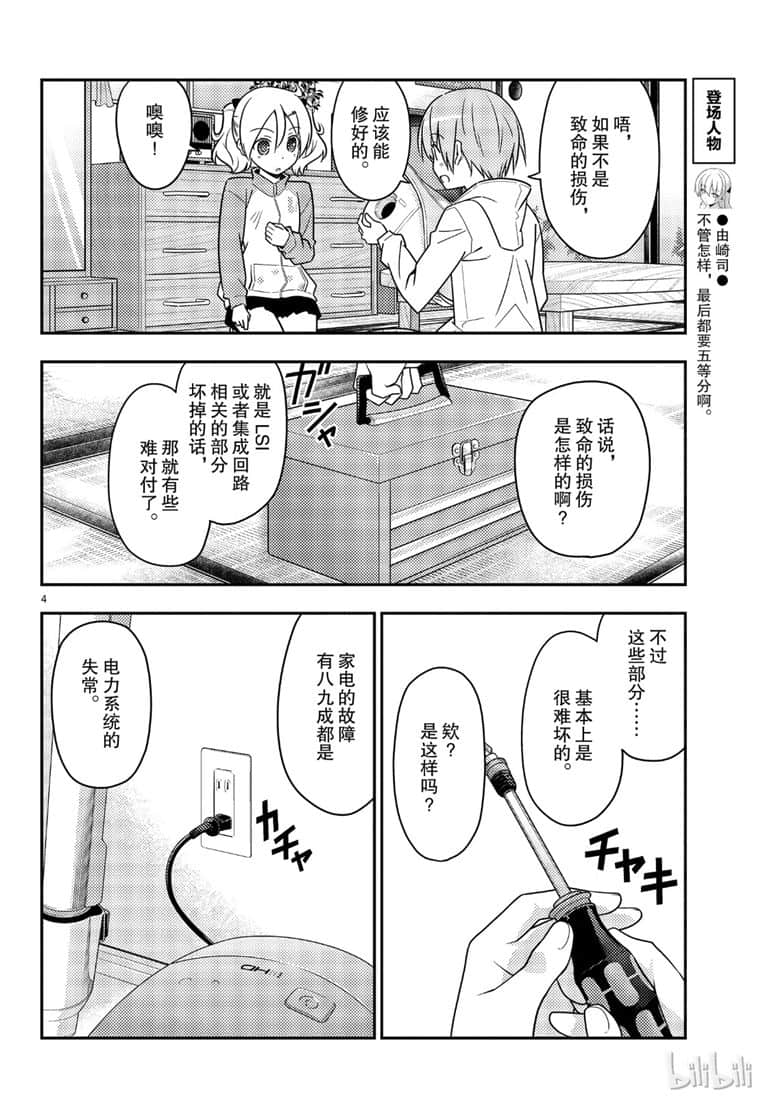 登场人物
●由崎司●
不管怎样，最后都要五等分啊。
唔，
如果不是
致命的损伤，
应该能
修好的。
噢噢！
话说，
致命的损伤
是怎样的啊？
ガシャ
就是LSI
或者集成回路
相关的部分
坏掉的话，
那就有些
难对付了。
4
不过
这些部分……
基本上是
很难坏的。
欸？
是这样吗？
チャキ
家电的故障
有八九成都是
电力系统的
失常。
カチャ
bilibili